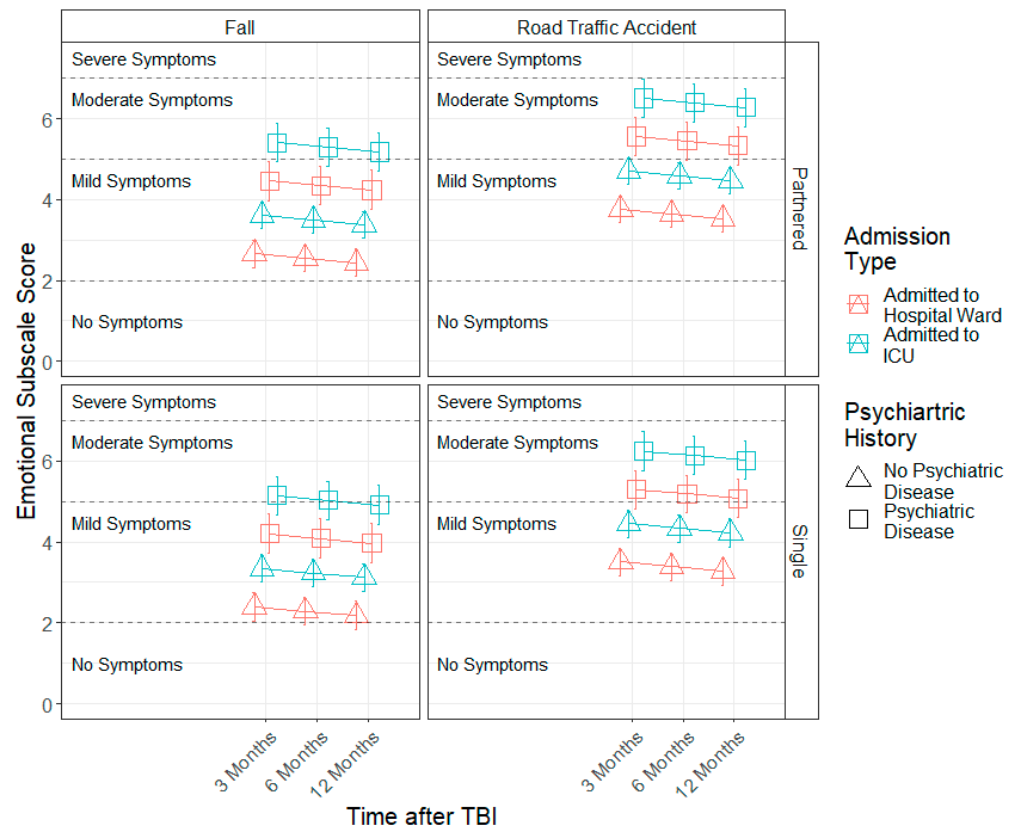 Fall
Road Traffic Accident
Severe Symptoms
Severe Symptoms
Moderate Symptoms
Moderate Symptoms
Mild Symptoms
Mild Symptoms
No Symptoms
No Symptoms
6
4
2
0
Partnered
Severe Symptoms
Severe Symptoms
Moderate Symptoms
Moderate Symptoms
Mild Symptoms
Mild Symptoms
No Symptoms
No Symptoms
6
4
2
0
Single
Emotional Subscale Score
3 Months
6 Months
12 Months
3 Months
6 Months
12 Months
Time after TBI
Admission
Type
Admitted to
Hospital Ward
Admitted to
ICU
Psychiartric
History
No Psychiatric
Disease
Psychiatric
Disease